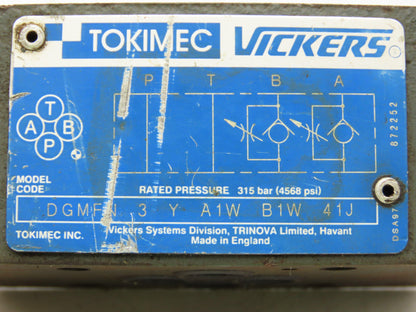 TOKIMEC VICKERS
P T B A
T
A B
P
872252
MODEL
CODE
RATED PRESSURE 315 bar (4568 psi)
DGMFN 3 Y A1W B1W 41J
TOKIMEC INC. Vickers Systems Division, TRINOVA Limited, Havant
Made in England